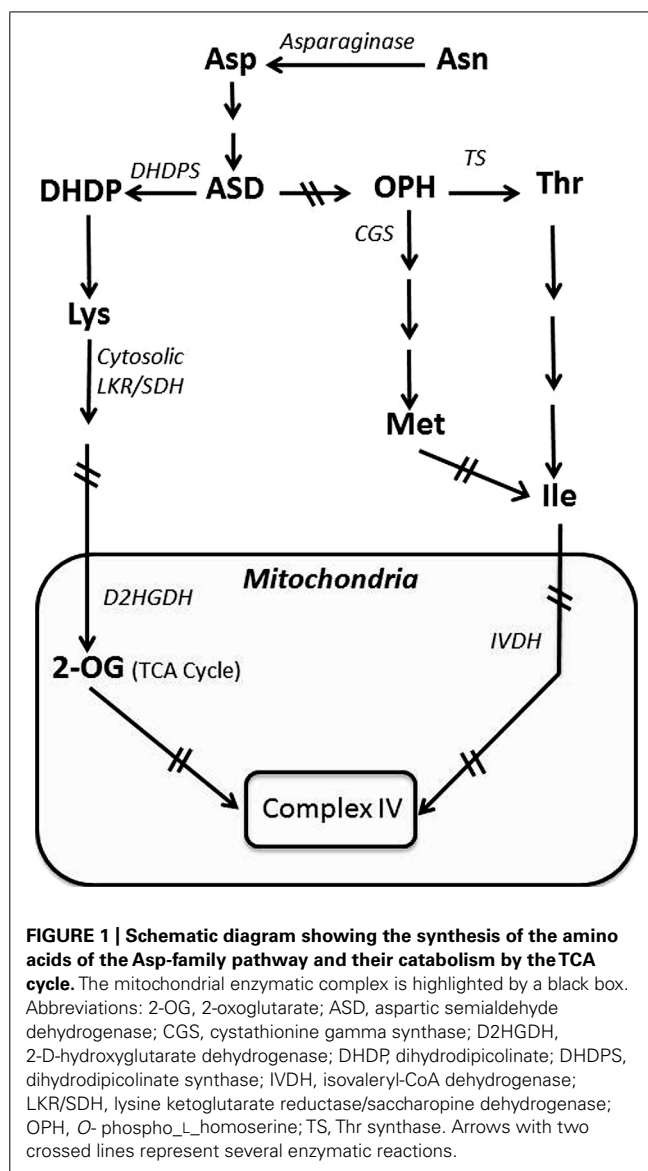 Asparaginase
Asp Asn
DHDPS TS
DHDP ASD OPH Thr
CGS
Lys
Cytosolic
LKR/SDH
Met
Ile
Mitochondria
D2HGDH
IVDH
2-OG (TCA Cycle)
Complex IV
FIGURE 1 | Schematic diagram showing the synthesis of the amino
acids of the Asp-family pathway and their catabolism by the TCA
cycle. The mitochondrial enzymatic complex is highlighted by a black box.
Abbreviations: 2-OG, 2-oxoglutarate; ASD, aspartic semialdehyde
dehydrogenase; CGS, cystathionine gamma synthase; D2HGDH,
2-D-hydroxyglutarate dehydrogenase; DHDP, dihydrodipicolinate; DHDPS,
dihydrodipicolinate synthase; IVDH, isovaleryl-CoA dehydrogenase;
LKR/SDH, lysine ketoglutarate reductase/saccharopine dehydrogenase;
OPH, O- phospho_L_homoserine; TS, Thr synthase. Arrows with two
crossed lines represent several enzymatic reactions.